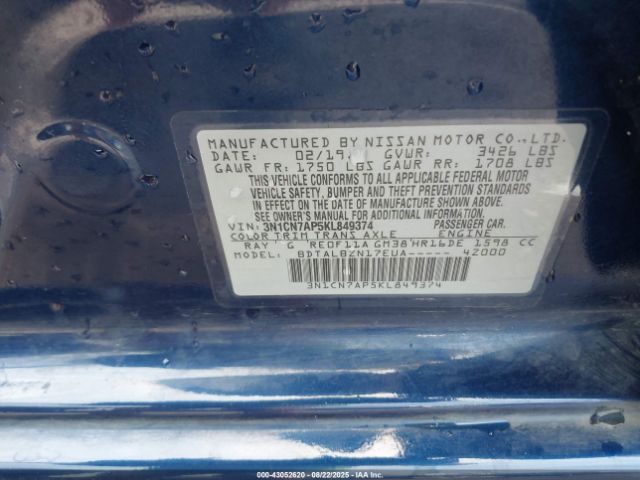 MANUFACTURED BY NISSAN MOTOR CO.,LTD.
DATE: 02/19. GVWR: 3426 LBS
GAWR FR: 1750 LBS GAWR RR: 1708 LBS
THIS VEHICLE CONFORMS TO ALL APPLICABLE FEDERAL MOTOR
VEHICLE SAFETY, BUMPER AND THEFT PREVENTION STANDARDS
IN EFFECT ON THE DATE OF MANUFACTURE SHOWN ABOVE.
SEE OWNER'S MANUAL FOR ADDITIONAL INFORMATION.
VIN: 3N1CN7AP5KL849374 PASSENGER CAR
COLOR TRIM TRANS AXLE ENGINE
RAY G RE0F11A GM38 HR16DE 1598 CC
MODEL: BDTALBZN17EUA----- 42000
3N1CN7AP5KL849374
000-43052620 - 08/22/2025 - IAA Inc.